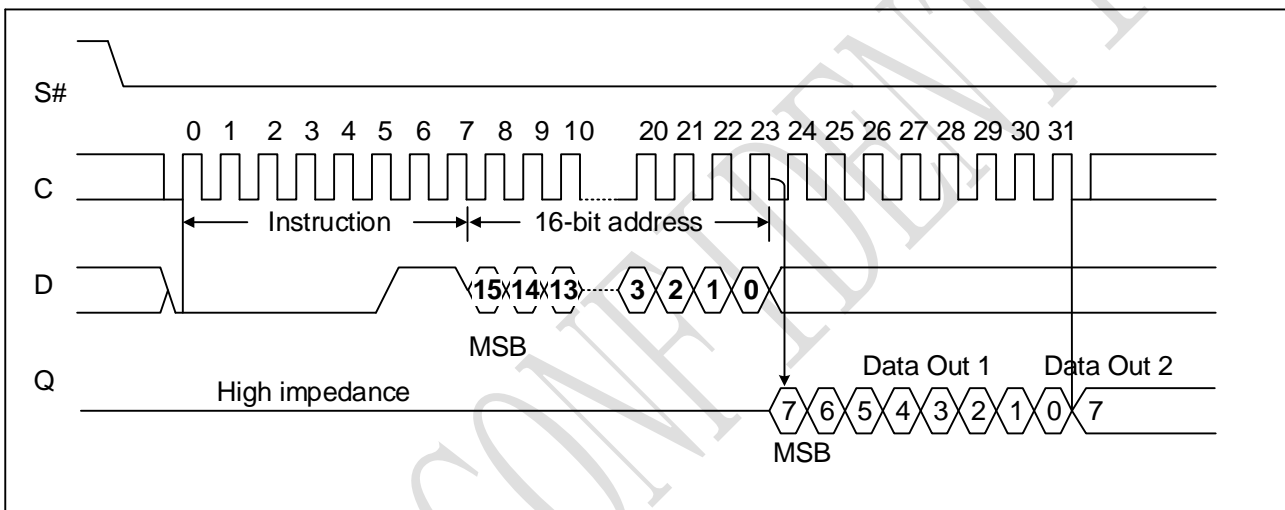 S#
0 1 2 3 4 5 6 7 8 9 10 20 21 22 23 24 25 26 27 28 29 30 31
C
Instruction 16-bit address
D
15 14 13 3 2 1 0
MSB
Data Out 1 Data Out 2
Q
High impedance
7 6 5 4 3 2 1 0 7
MSB
CONFIDENT